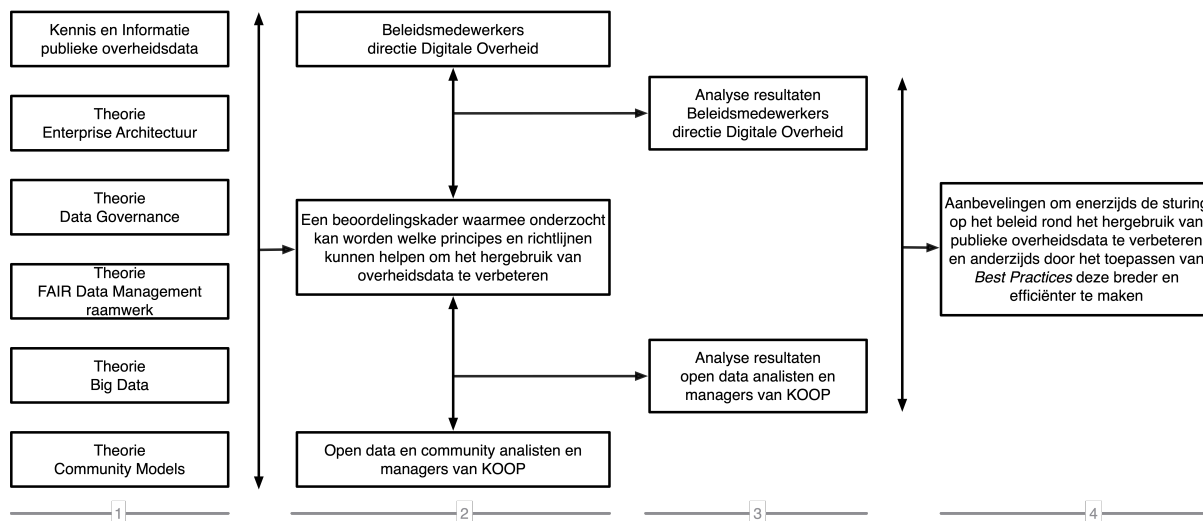 Kennis en Informatie
publieke overheidsdata
Theorie
Enterprise Architectuur
Theorie
Data Governance
Theorie
FAIR Data Management
raamwerk
Theorie
Big Data
Theorie
Community Models
Beleidsmedewerkers
directie Digitale Overheid
Een beoordelingskader waarmee onderzocht
kan worden welke principes en richtlijnen
kunnen helpen om het hergebruik van
overheidsdata te verbeteren
Open data en community analisten en
managers van KOOP
Analyse resultaten
Beleidsmedewerkers
directie Digitale Overheid
Analyse resultaten
open data analisten en
managers van KOOP
Aanbevelingen om enerzijds de sturing
op het beleid rond het hergebruik van
publieke overheidsdata te verbeteren
en anderzijds door het toepassen van
Best Practices deze breder en
efficiënter te maken
1
2
3
4